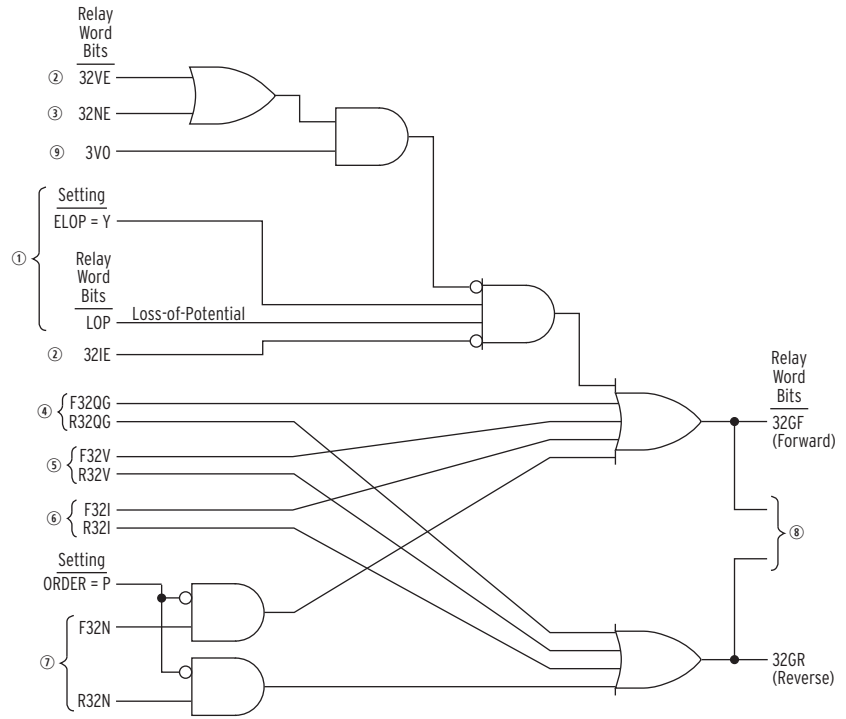 Relay
Word
Bits
② 32VE
③ 32NE
⑨ 3V0
Setting
① ELOP = Y
Relay
Word
Bits
LOP Loss-of-Potential
② 32IE
④ F32QG
R32QG
⑤ F32V
R32V
⑥ F32I
R32I
Setting
ORDER = P
⑦ F32N
R32N
Relay
Word
Bits
32GF
(Forward)
⑧
32GR
(Reverse)